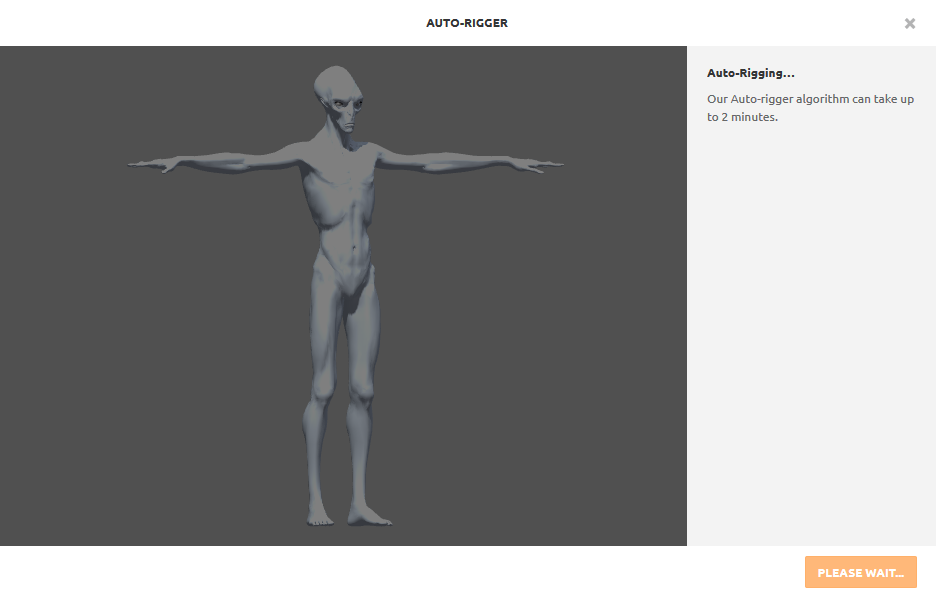 AUTO-RIGGER
Auto-Rigging...
Our Auto-rigger algorithm can take up
to 2 minutes.
PLEASE WAIT...